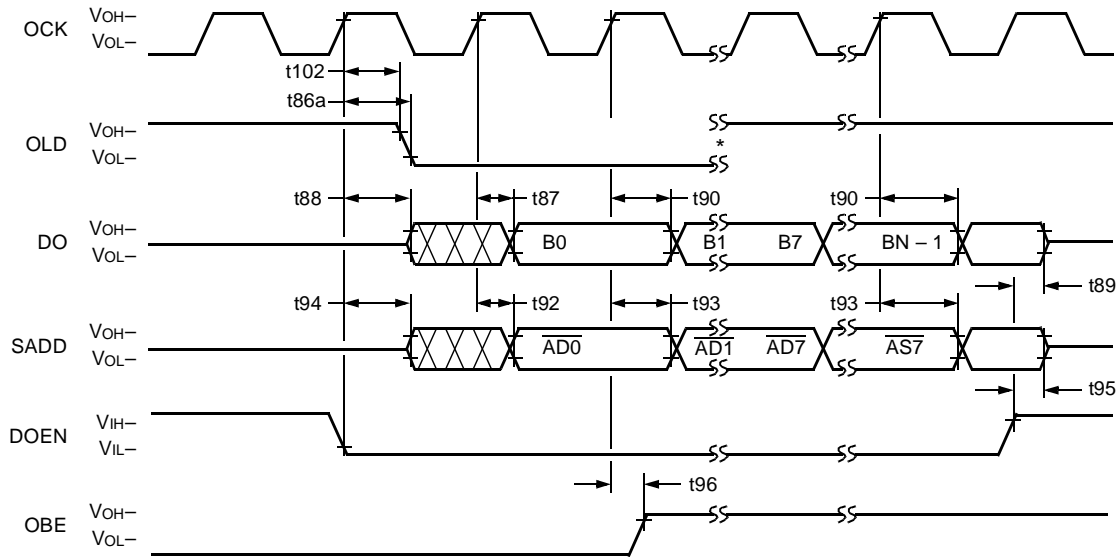 OCK
VOH–
VOL–
t102
t86a
OLD
VOH–
VOL–
*
t88
t87
t90
t90
DO
VOH–
VOL–
B0
B1
B7
BN – 1
t89
t94
t92
t93
t93
SADD
VOH–
VOL–
AD0
AD1
AD7
AS7
t95
DOEN
VIH–
VIL–
t96
OBE
VOH–
VOL–